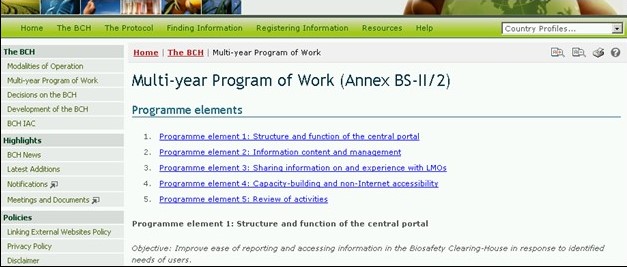 Home The BCH The Protocol Finding Information Registering Information Resources Help Country Profiles...
The BCH
Modalities of Operation
Multi-year Program of Work
Decisions on the BCH
Development of the BCH
BCH IAC
Highlights
BCH News
Latest Additions
Notifications
Meetings and Documents
Policies
Linking External Websites Policy
Privacy Policy
Disclaimer
Home | The BCH | Multi-year Program of Work
Multi-year Program of Work (Annex BS-II/2)
Programme elements
1. Programme element 1: Structure and function of the central portal
2. Programme element 2: Information content and management
3. Programme element 3: Sharing information on and experience with LMOs
4. Programme element 4: Capacity-building and non-Internet accessibility
5. Programme element 5: Review of activities
Programme element 1: Structure and function of the central portal
Objective: Improve ease of reporting and accessing information in the Biosafety Clearing-House in response to identified
needs of users.